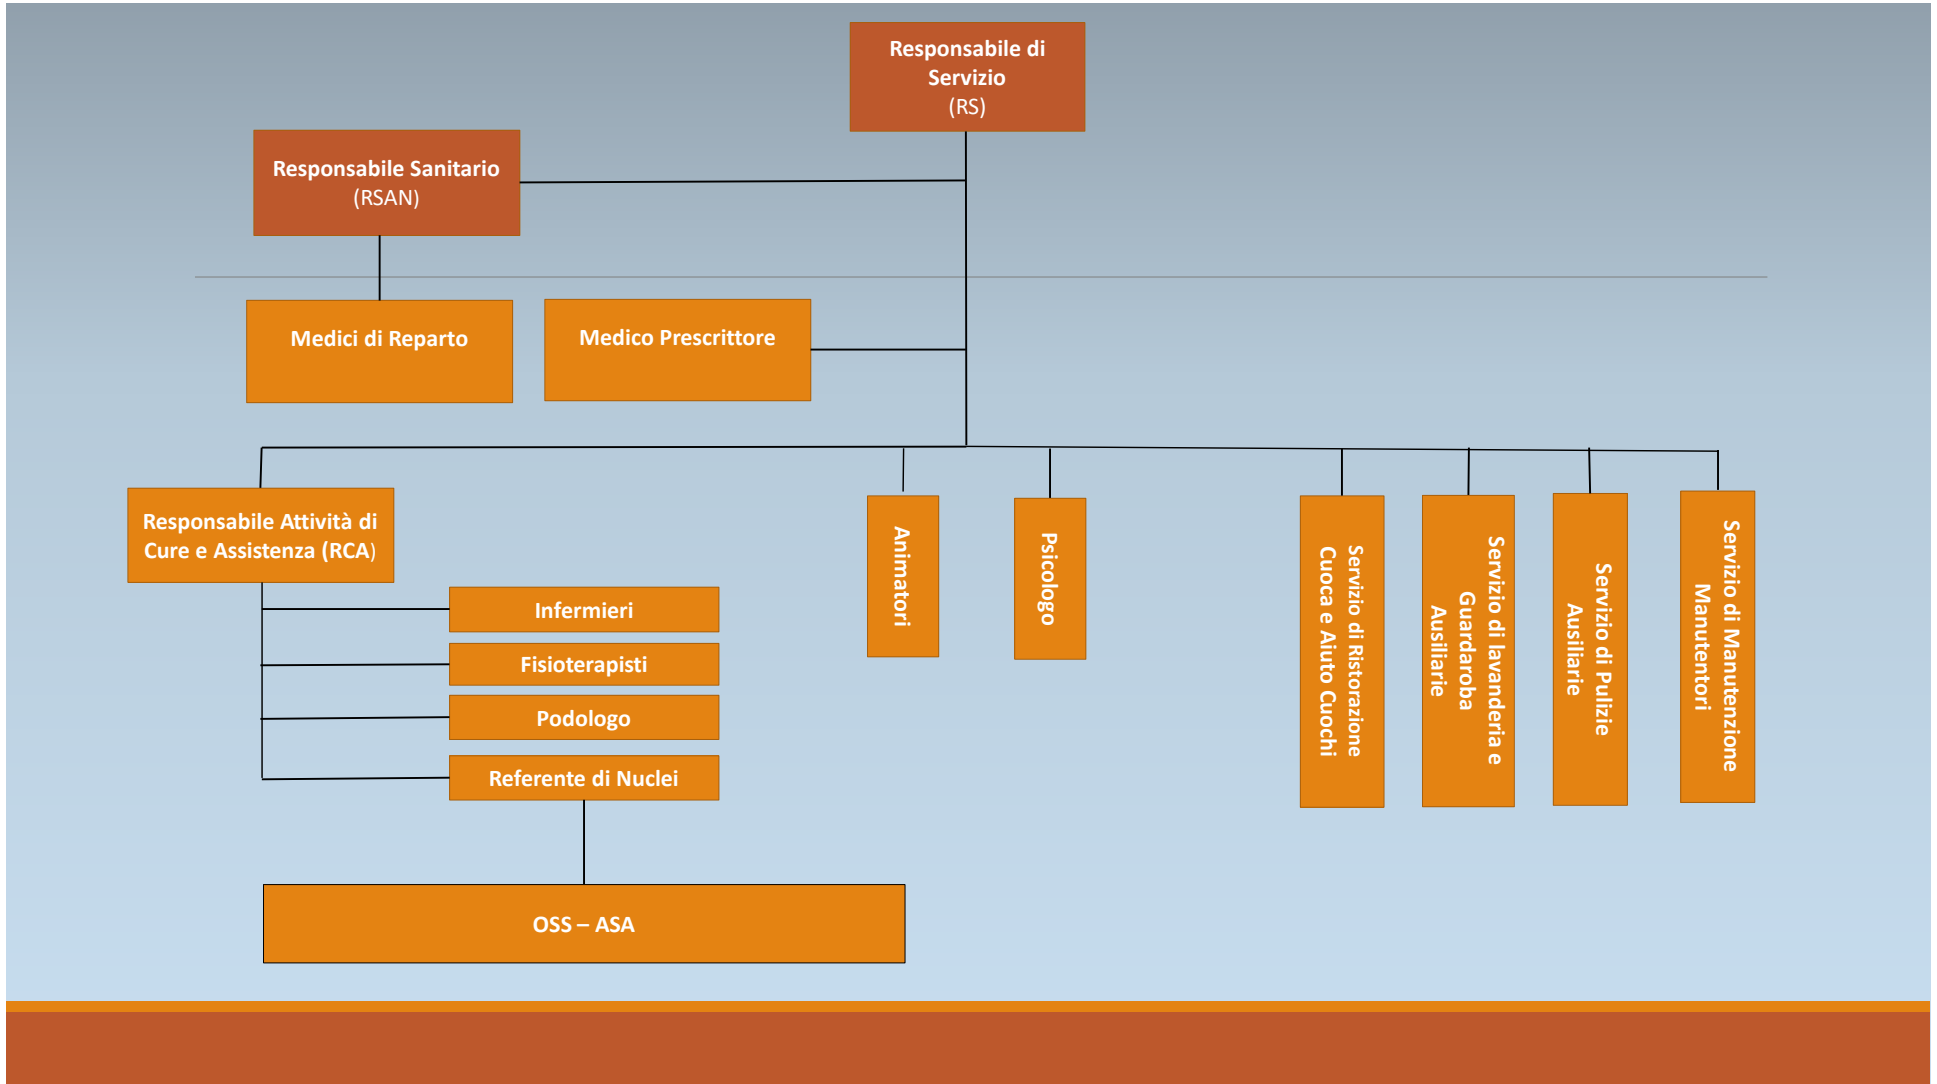 Responsabile di
Servizio
(RS)
Responsabile Sanitario
(RSAN)
Medici di Reparto
Medico Prescrittore
Responsabile Attività di
Cure e Assistenza (RCA)
Infermieri
Fisioterapisti
Podologo
Referente di Nuclei
OSS – ASA
Animatori
Psicologo
Servizio di Ristorazione
Cuoca e Aiuto Cuochi
Servizio di lavanderia e
Guardaroba
Ausiliarie
Servizio di Pulizie
Ausiliarie
Servizio di Manutenzione
Manutentori